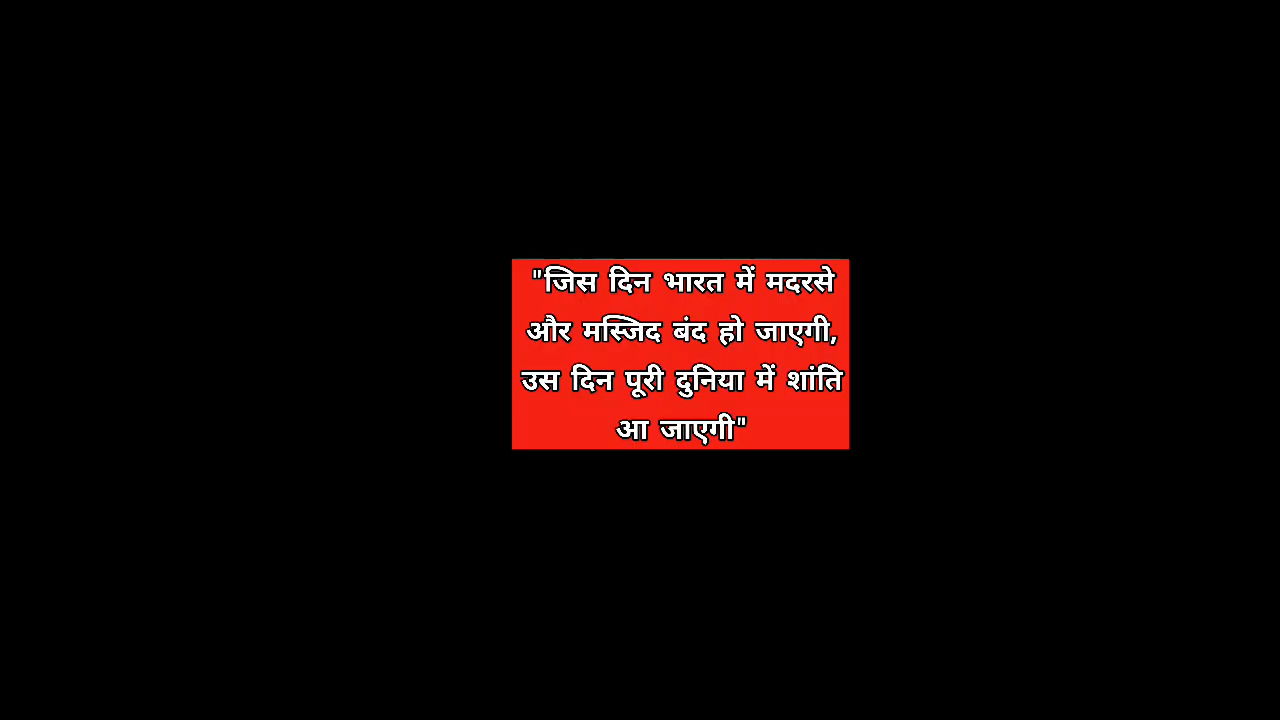 "जिस दिन भारत में मदरसे
और मस्जिद बंद हो जाएगी,
उस दिन पूरी दुनिया में शांति
आ जाएगी"